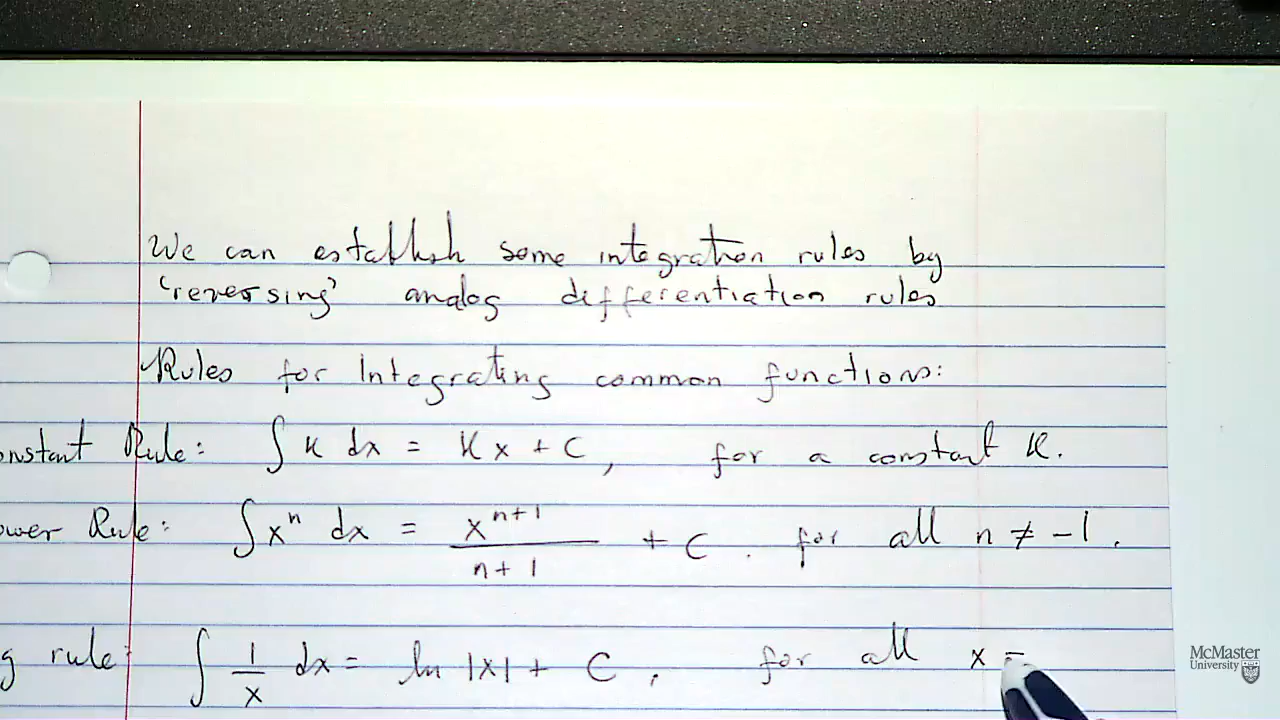 We can establish some integration rules by
'reversing' analog differentiation rules
Rules for Integrating common functions:
onstant Rule: ∫ K dx = Kx + C, for a constant K.
ower Rule: ∫ x^n dx = x^(n+1)/(n+1) + C. for all n ≠ -1.
g rule: ∫ 1/x dx = ln |x| + C, for all x =
McMaster
University